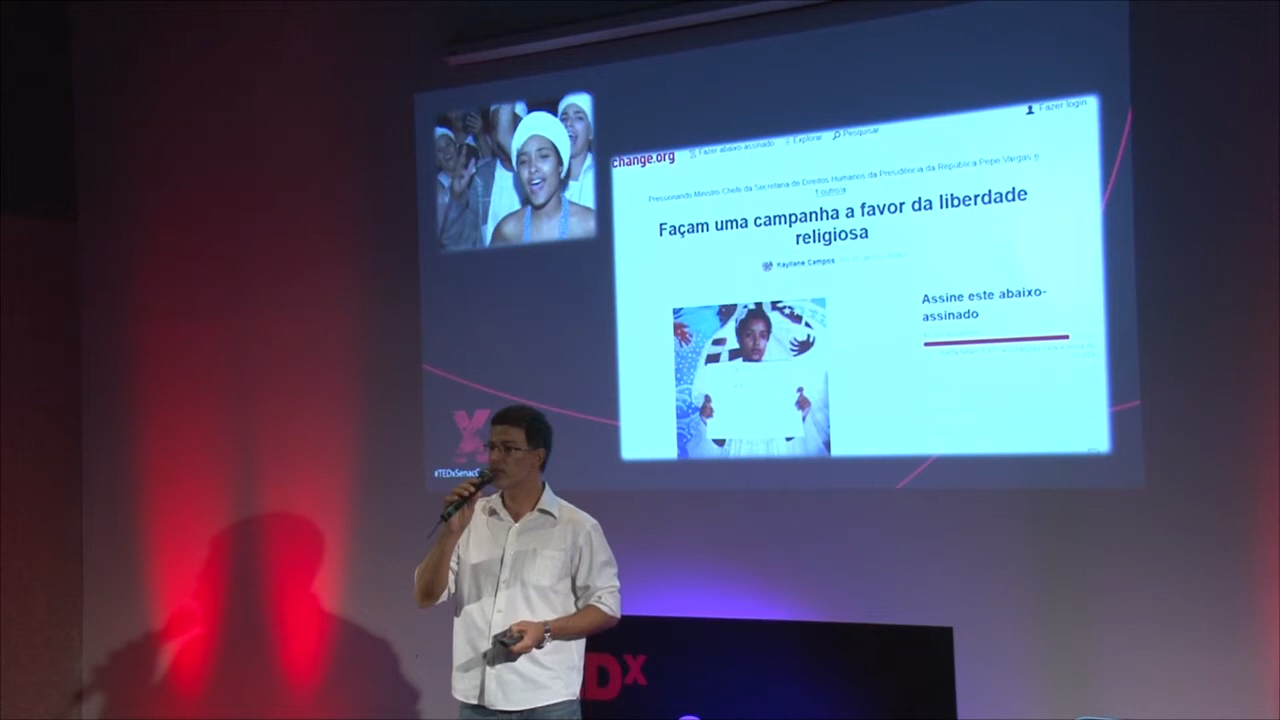 Fazer login
change.org Fazer abaixo-assinado Explorar Pesquisar
Pressionando Ministro-Chefe da Secretaria de Direitos Humanos da Presidência da República Pepe Vargas e
1 outro/a
Façam uma campanha a favor da liberdade
religiosa
Kayllane Campos
Assine este abaixo-
assinado
X
#TEDxSenac
TEDx